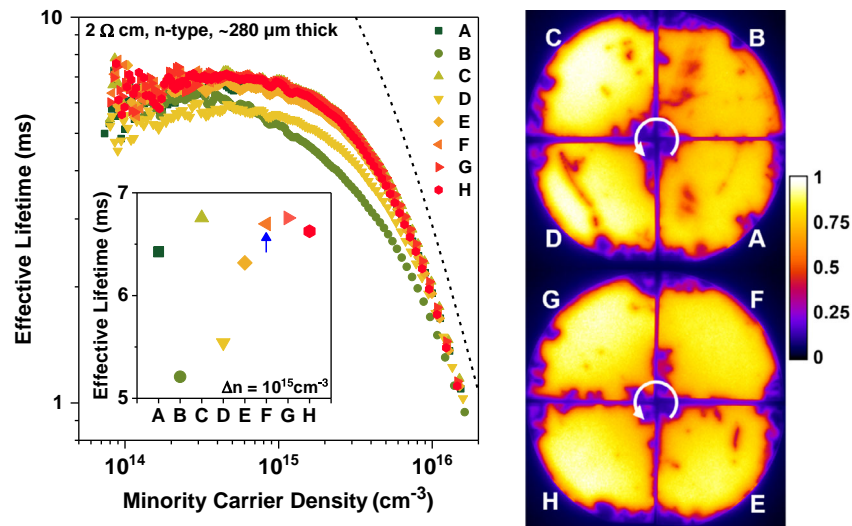 2 Ω cm, n-type, ~280 μm thick
A
B
C
D
E
F
G
H
10
1
Effective Lifetime (ms)
10¹⁴
10¹⁵
10¹⁶
Minority Carrier Density (cm⁻³)
7
6
5
Effective Lifetime (ms)
Δn = 10¹⁵cm⁻³
A B C D E F G H
C
B
D
A
G
F
H
E
1
0.75
0.5
0.25
0